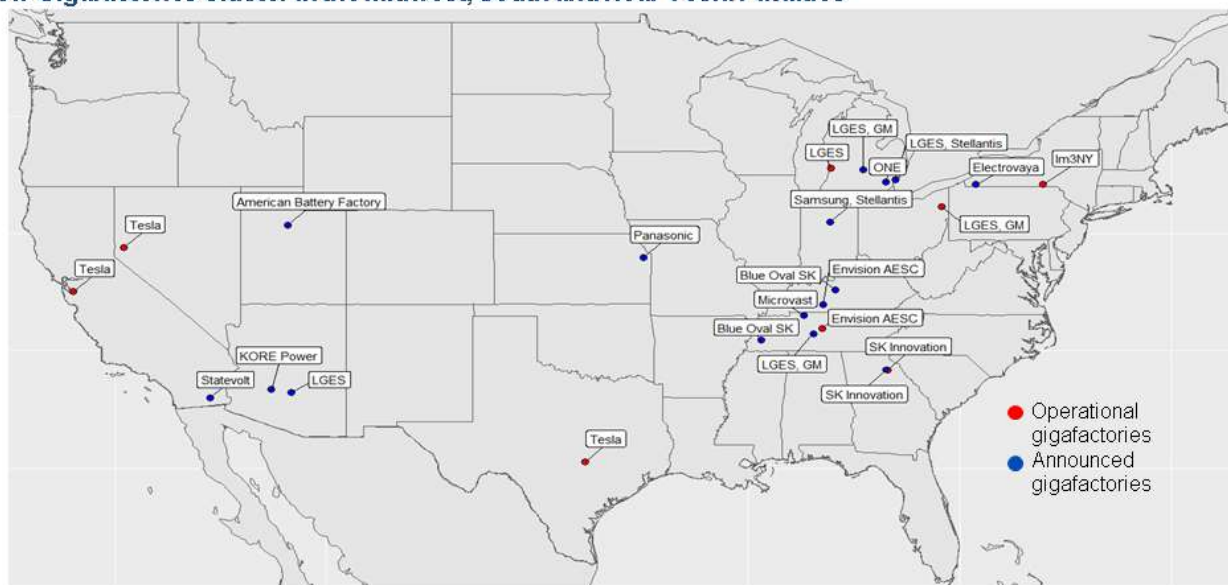 LGES, GM
LGES, Stellantis
LGES
ONE
Electrovaya
Im3NY
American Battery Factory
Samsung, Stellantis
Tesla
LGES, GM
Panasonic
Tesla
Blue Oval SK
Envision AESC
Microvast
Blue Oval SK
Envision AESC
SK Innovation
KORE Power
LGES, GM
Statevolt
LGES
SK Innovation
Operational
gigafactories
Tesla
Announced
gigafactories